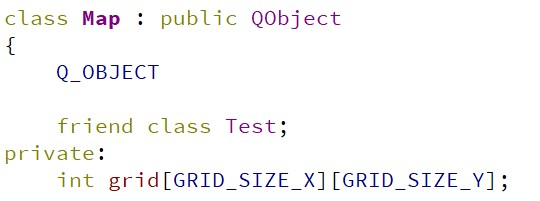 class Map : public QObject
{
    Q_OBJECT

    friend class Test;
private:
    int grid[GRID_SIZE_X][GRID_SIZE_Y];